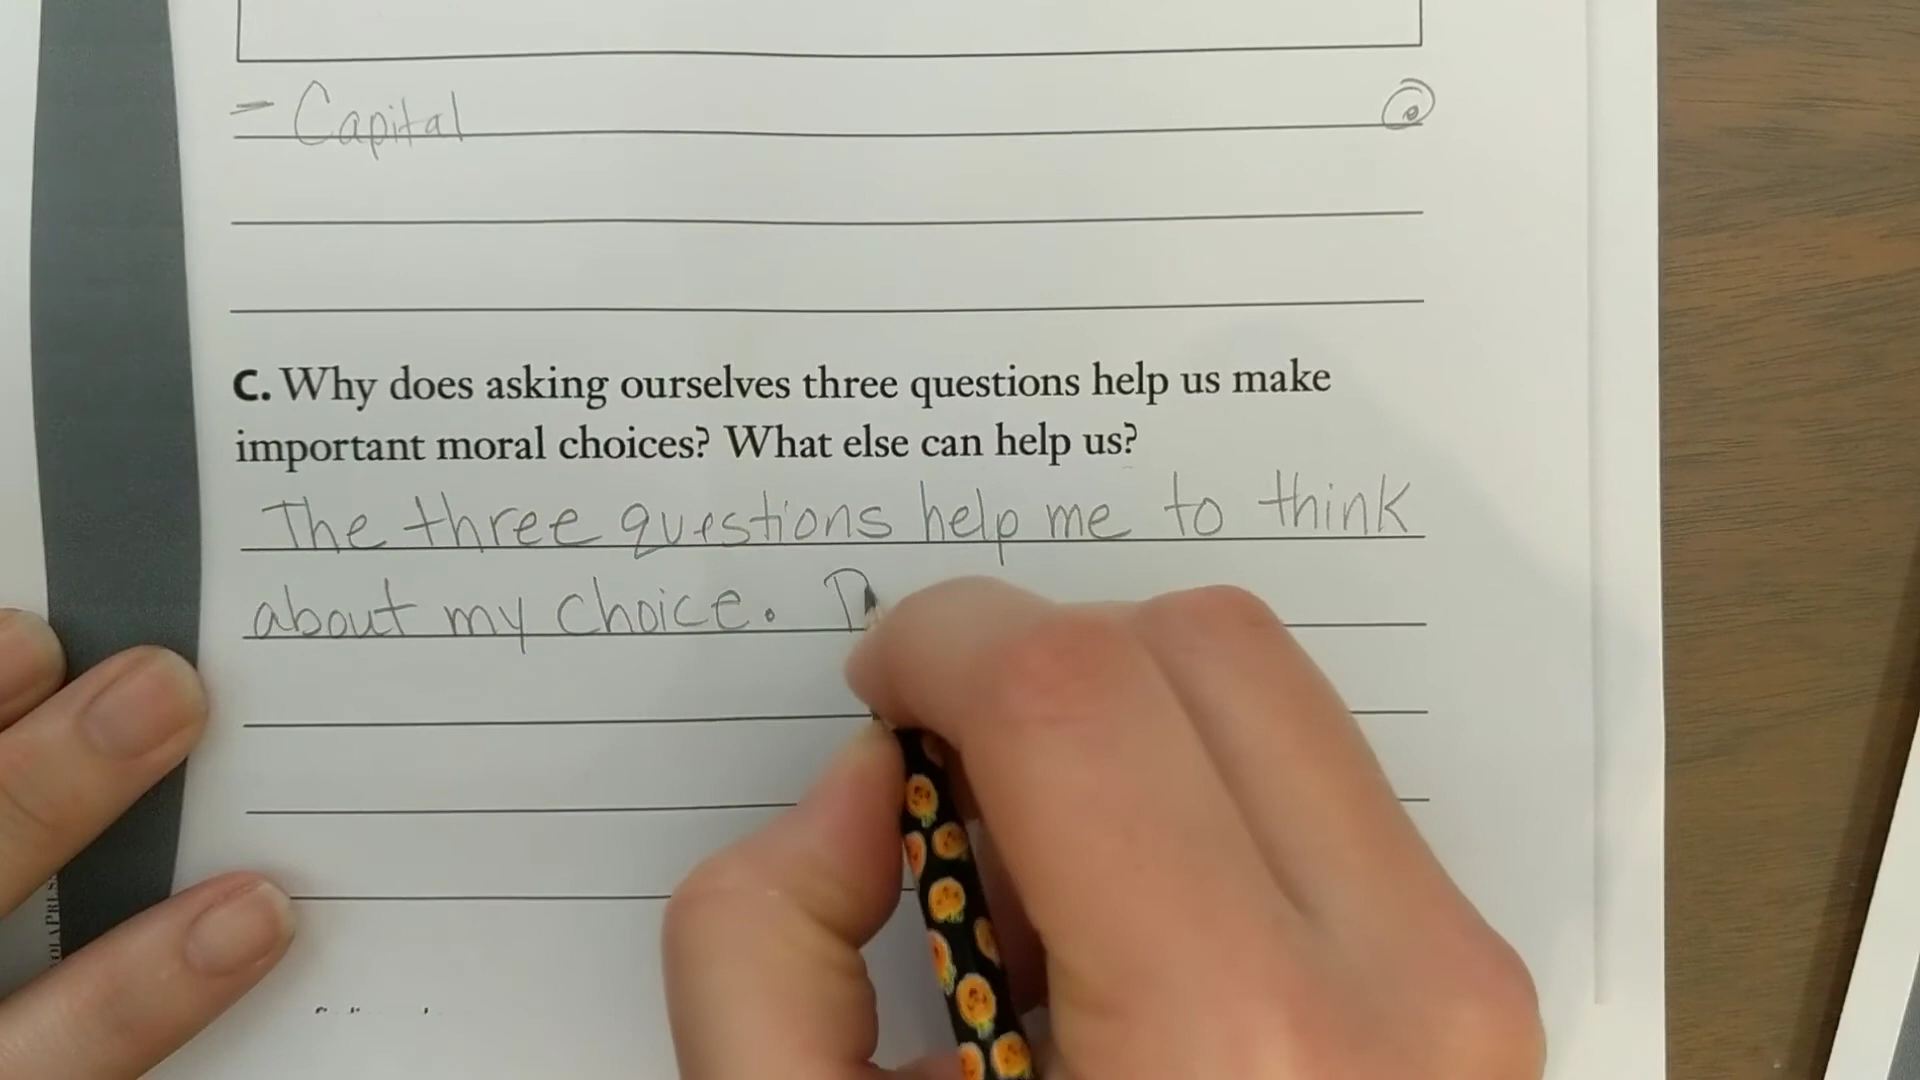 = Capital
C. Why does asking ourselves three questions help us make
important moral choices? What else can help us?
The three questions help me to think
about my choice.